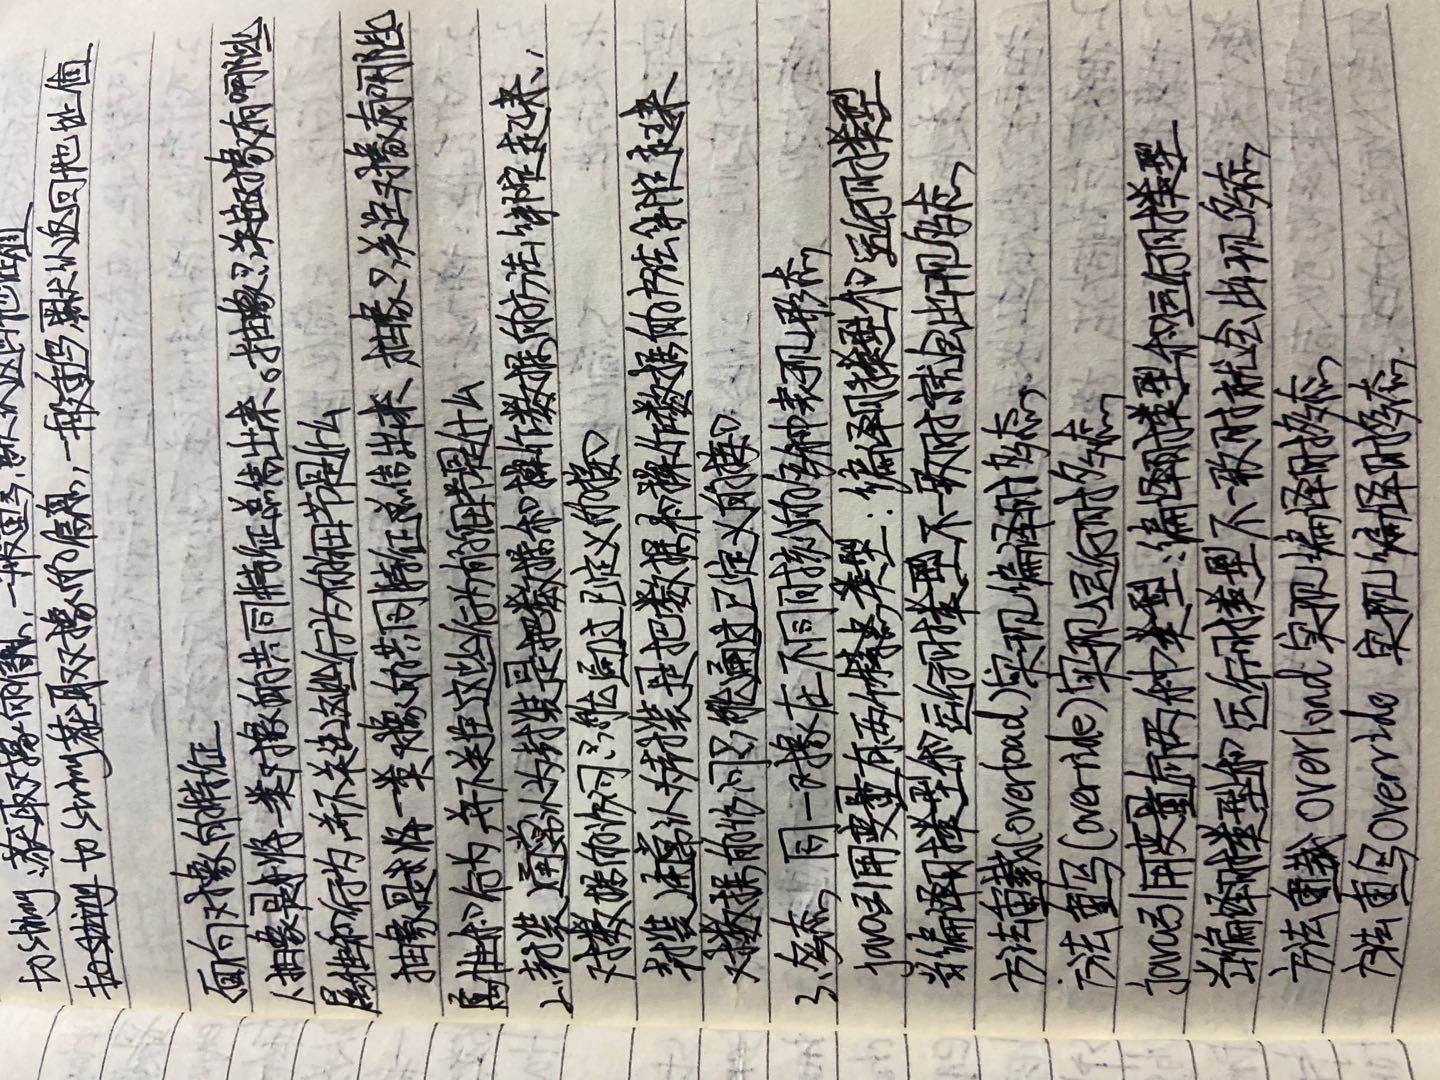 toString:获取对象的信息,一般重写,默认返回地址值
toString toString获取对象的信息,一般重写,默认返回地址值
面向对象的特征
1、抽象是将一类对象的共同特征总结出来。抽象只关注对象有哪些
属性和行为,并不关注这些行为的细节是什么
抽象是将一类对象的共同特征总结出来 抽象只关注对象有哪些
属性和行为,并不关注这些行为的细节是什么
2、封装 通常认为封装是把数据和操作数据的方法绑定起来,
对数据的访问只能通过已定义的接口
封装 通常认为封装是把数据和操作数据的方法绑定起来
对数据的访问只能通过已定义的接口
3、多态 同一对象在不同时刻的多种表现形态
java引用变量有两个类型:编译时类型和运行时类型
当编译时类型和运行时类型不一致时就会出现多态
方法重载(overload)实现编译时多态
方法重写(override)实现运行时多态
java引用变量有两种类型:编译时类型和运行时类型
当编译时类型和运行时类型不一致时就会出现多态
方法重载 overload 实现编译时多态
方法重写override 实现编译时多态